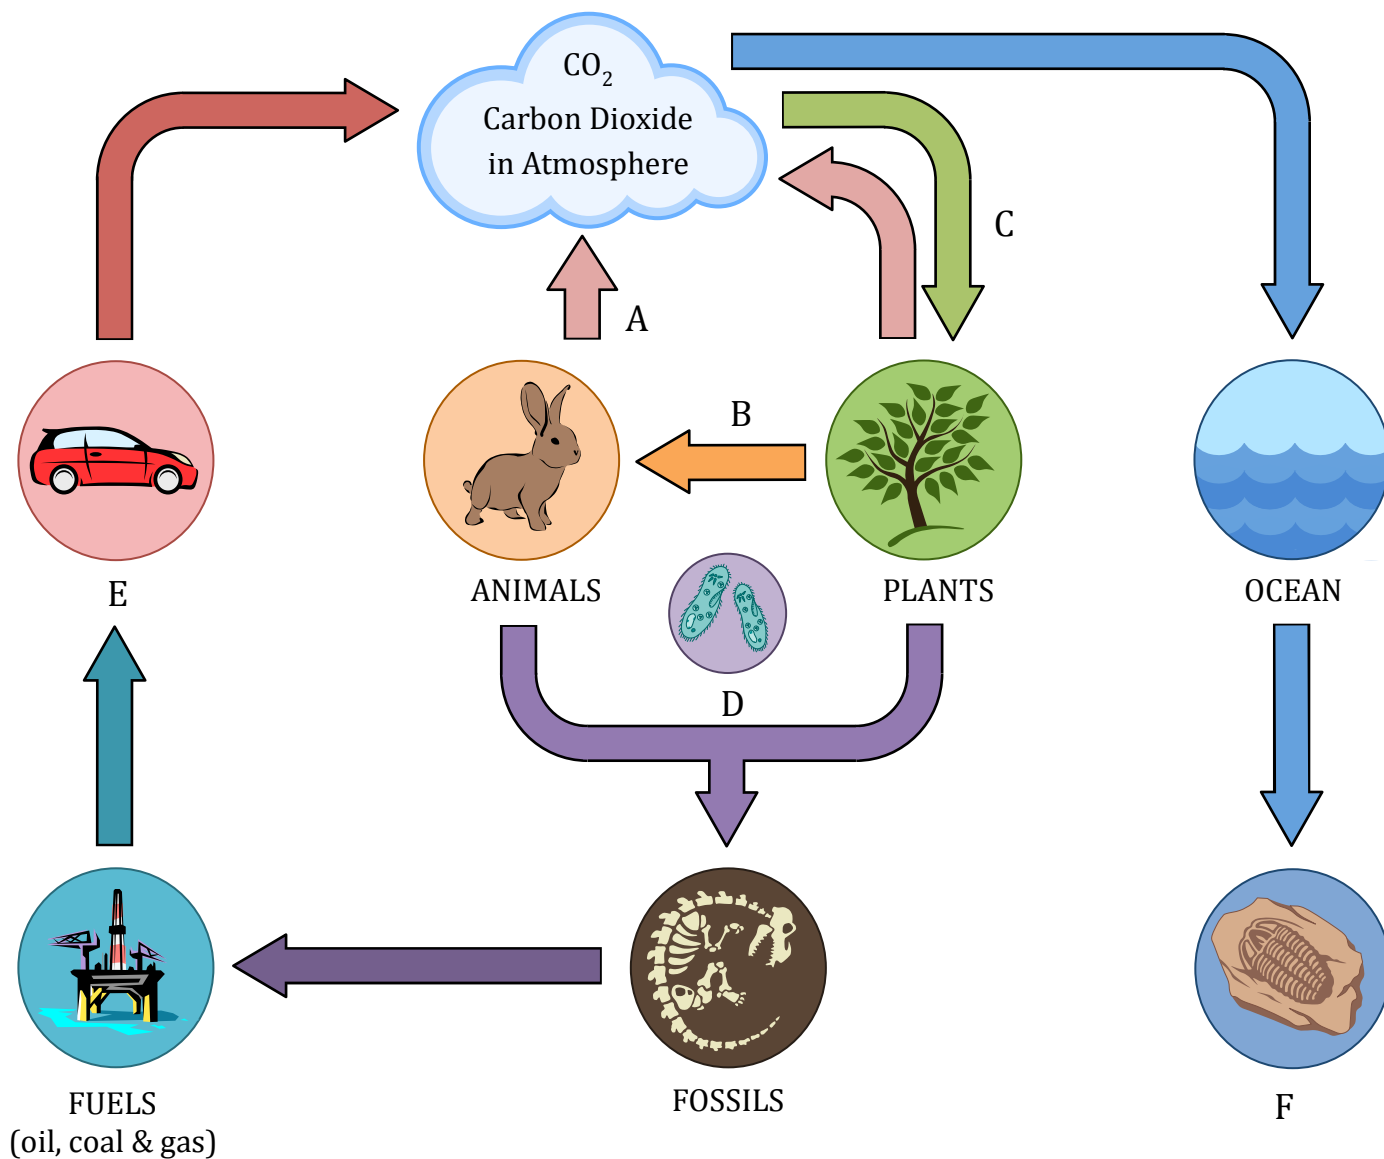 CO₂
Carbon Dioxide
in Atmosphere
C
A
B
E
ANIMALS
PLANTS
OCEAN
D
FUELS
(oil, coal & gas)
FOSSILS
F